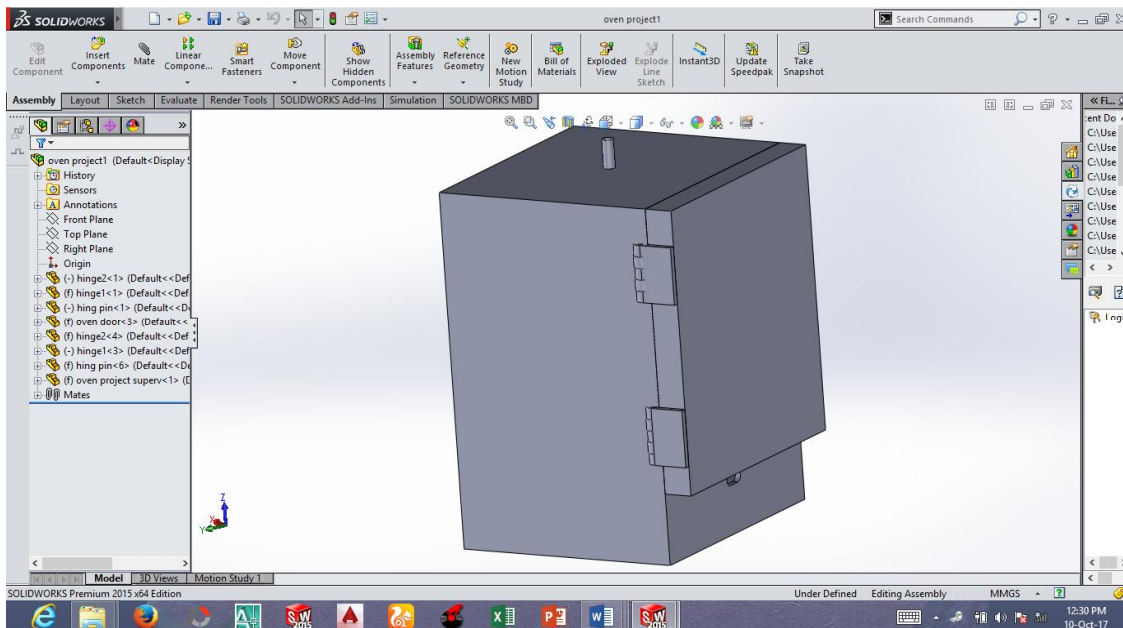 SOLIDWORKS
oven project1
Search Commands
Edit Component
Insert Components
Mate
Linear Compone...
Smart Fasteners
Move Component
Show Hidden Components
Assembly Features
Reference Geometry
New Motion Study
Bill of Materials
Exploded View
Explode Line Sketch
Instant3D
Update Speedpak
Take Snapshot
Assembly Layout Sketch Evaluate Render Tools SOLIDWORKS Add-Ins Simulation SOLIDWORKS MBD
« Fi...
oven project1 (Default<Display S
History
Sensors
Annotations
Front Plane
Top Plane
Right Plane
Origin
(-) hinge2<1> (Default<<Def
(f) hinge1<1> (Default<<Def
(-) hing pin<1> (Default<<De
(f) oven door<3> (Default<<
(f) hinge2<4> (Default<<Def
(-) hinge1<3> (Default<<Def
(f) hing pin<6> (Default<<De
(f) oven project superv<1> (D
Mates
cent Do
C:\Use
C:\Use
C:\Use
C:\Use
C:\Use
C:\Use
C:\Use
C:\Use
C:\Use
Logi
Z
X
Y
Model 3D Views Motion Study 1
SOLIDWORKS Premium 2015 x64 Edition
Under Defined Editing Assembly MMGS
12:30 PM
10-Oct-17